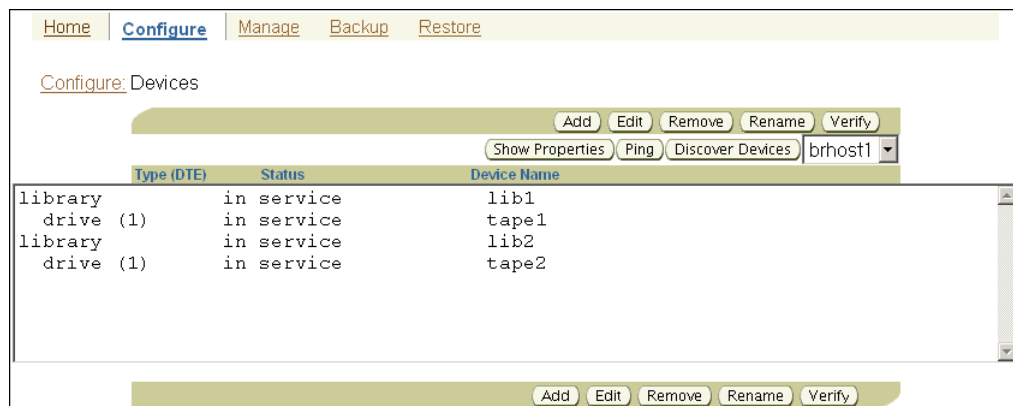 Home Configure Manage Backup Restore
Configure: Devices
Add Edit Remove Rename Verify
Show Properties Ping Discover Devices brhost1
Type (DTE) Status Device Name
library in service lib1
drive (1) in service tape1
library in service lib2
drive (1) in service tape2
Add Edit Remove Rename Verify